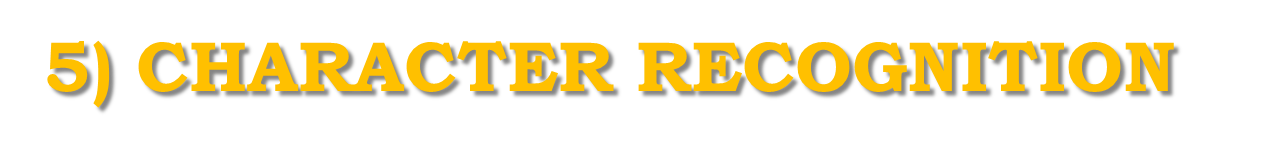 5) CHARACTER RECOGNITION